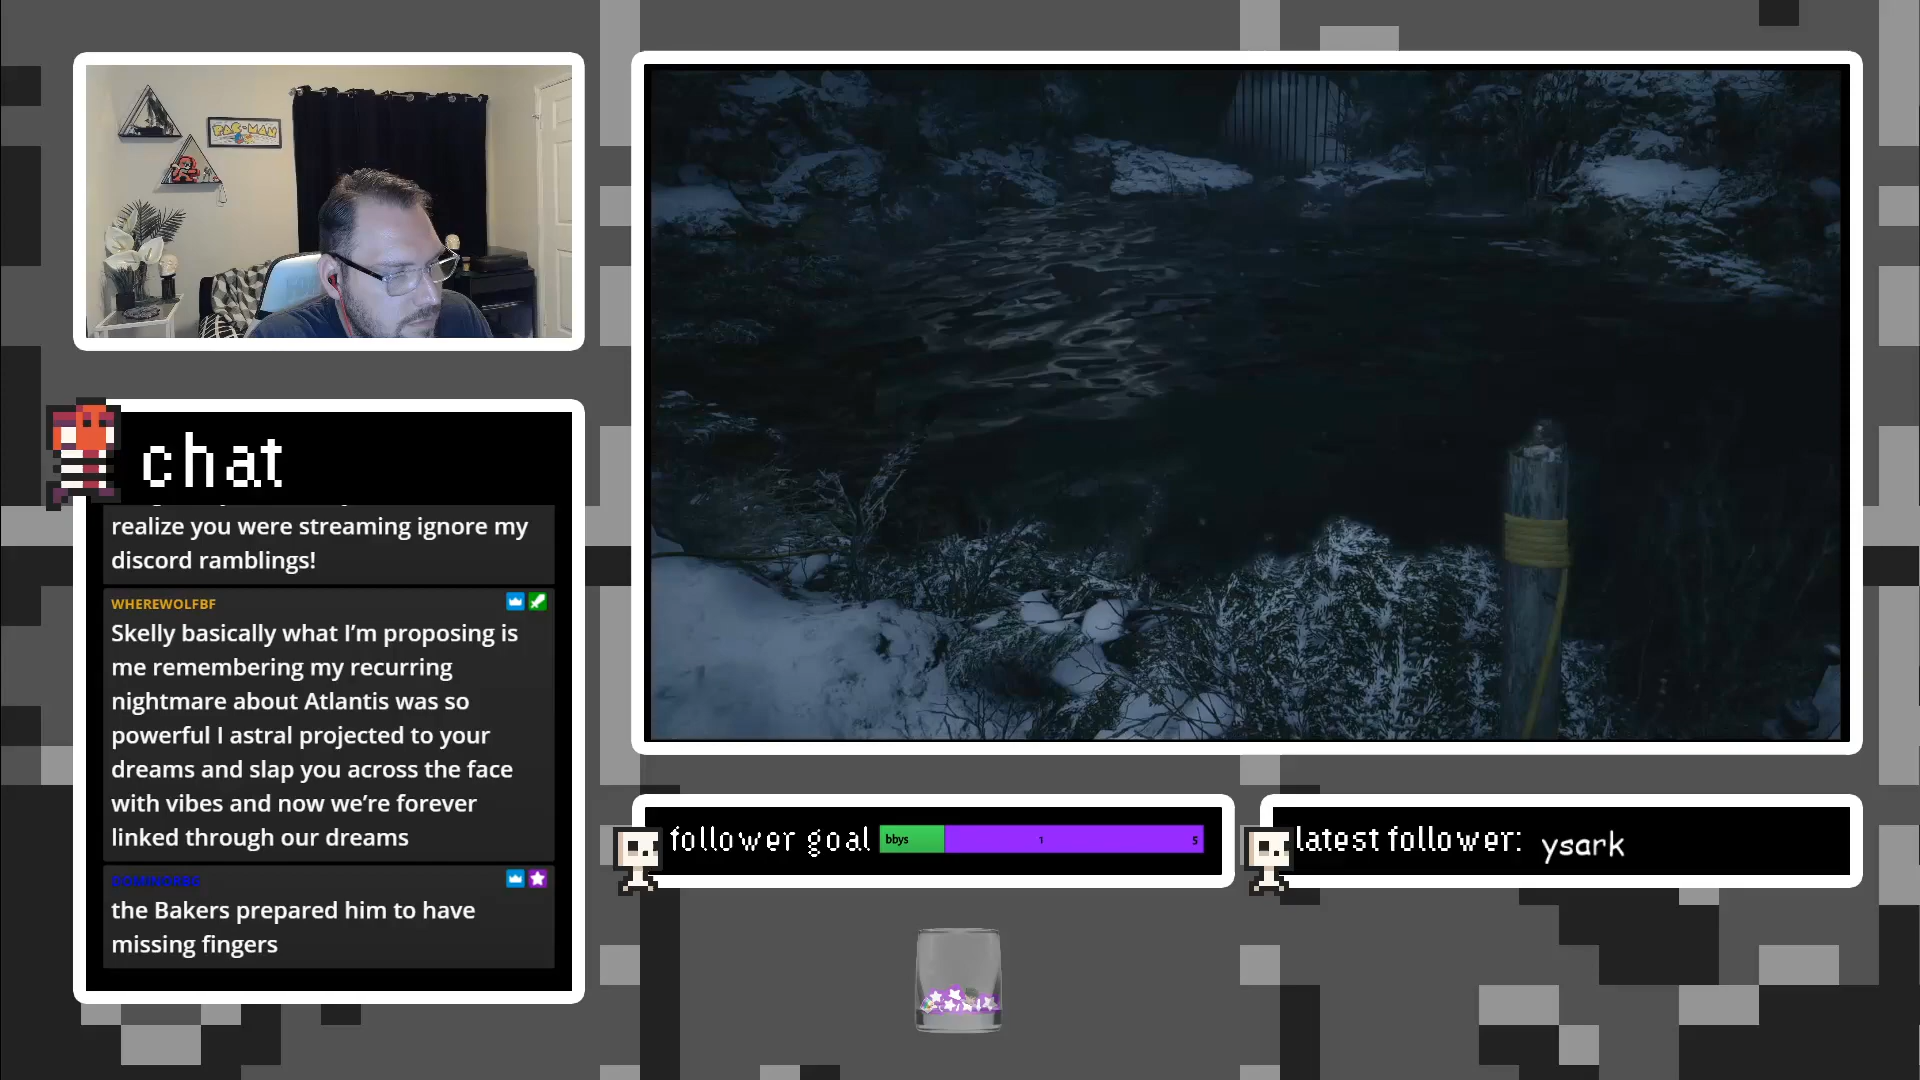 PAC-MAN
chat
realize you were streaming ignore my
discord ramblings!
WHEREWOLFBF
Skelly basically what I’m proposing is
me remembering my recurring
nightmare about Atlantis was so
powerful I astral projected to your
dreams and slap you across the face
with vibes and now we’re forever
linked through our dreams
the Bakers prepared him to have
missing fingers
follower goal
bbys 1 5
latest follower: ysark